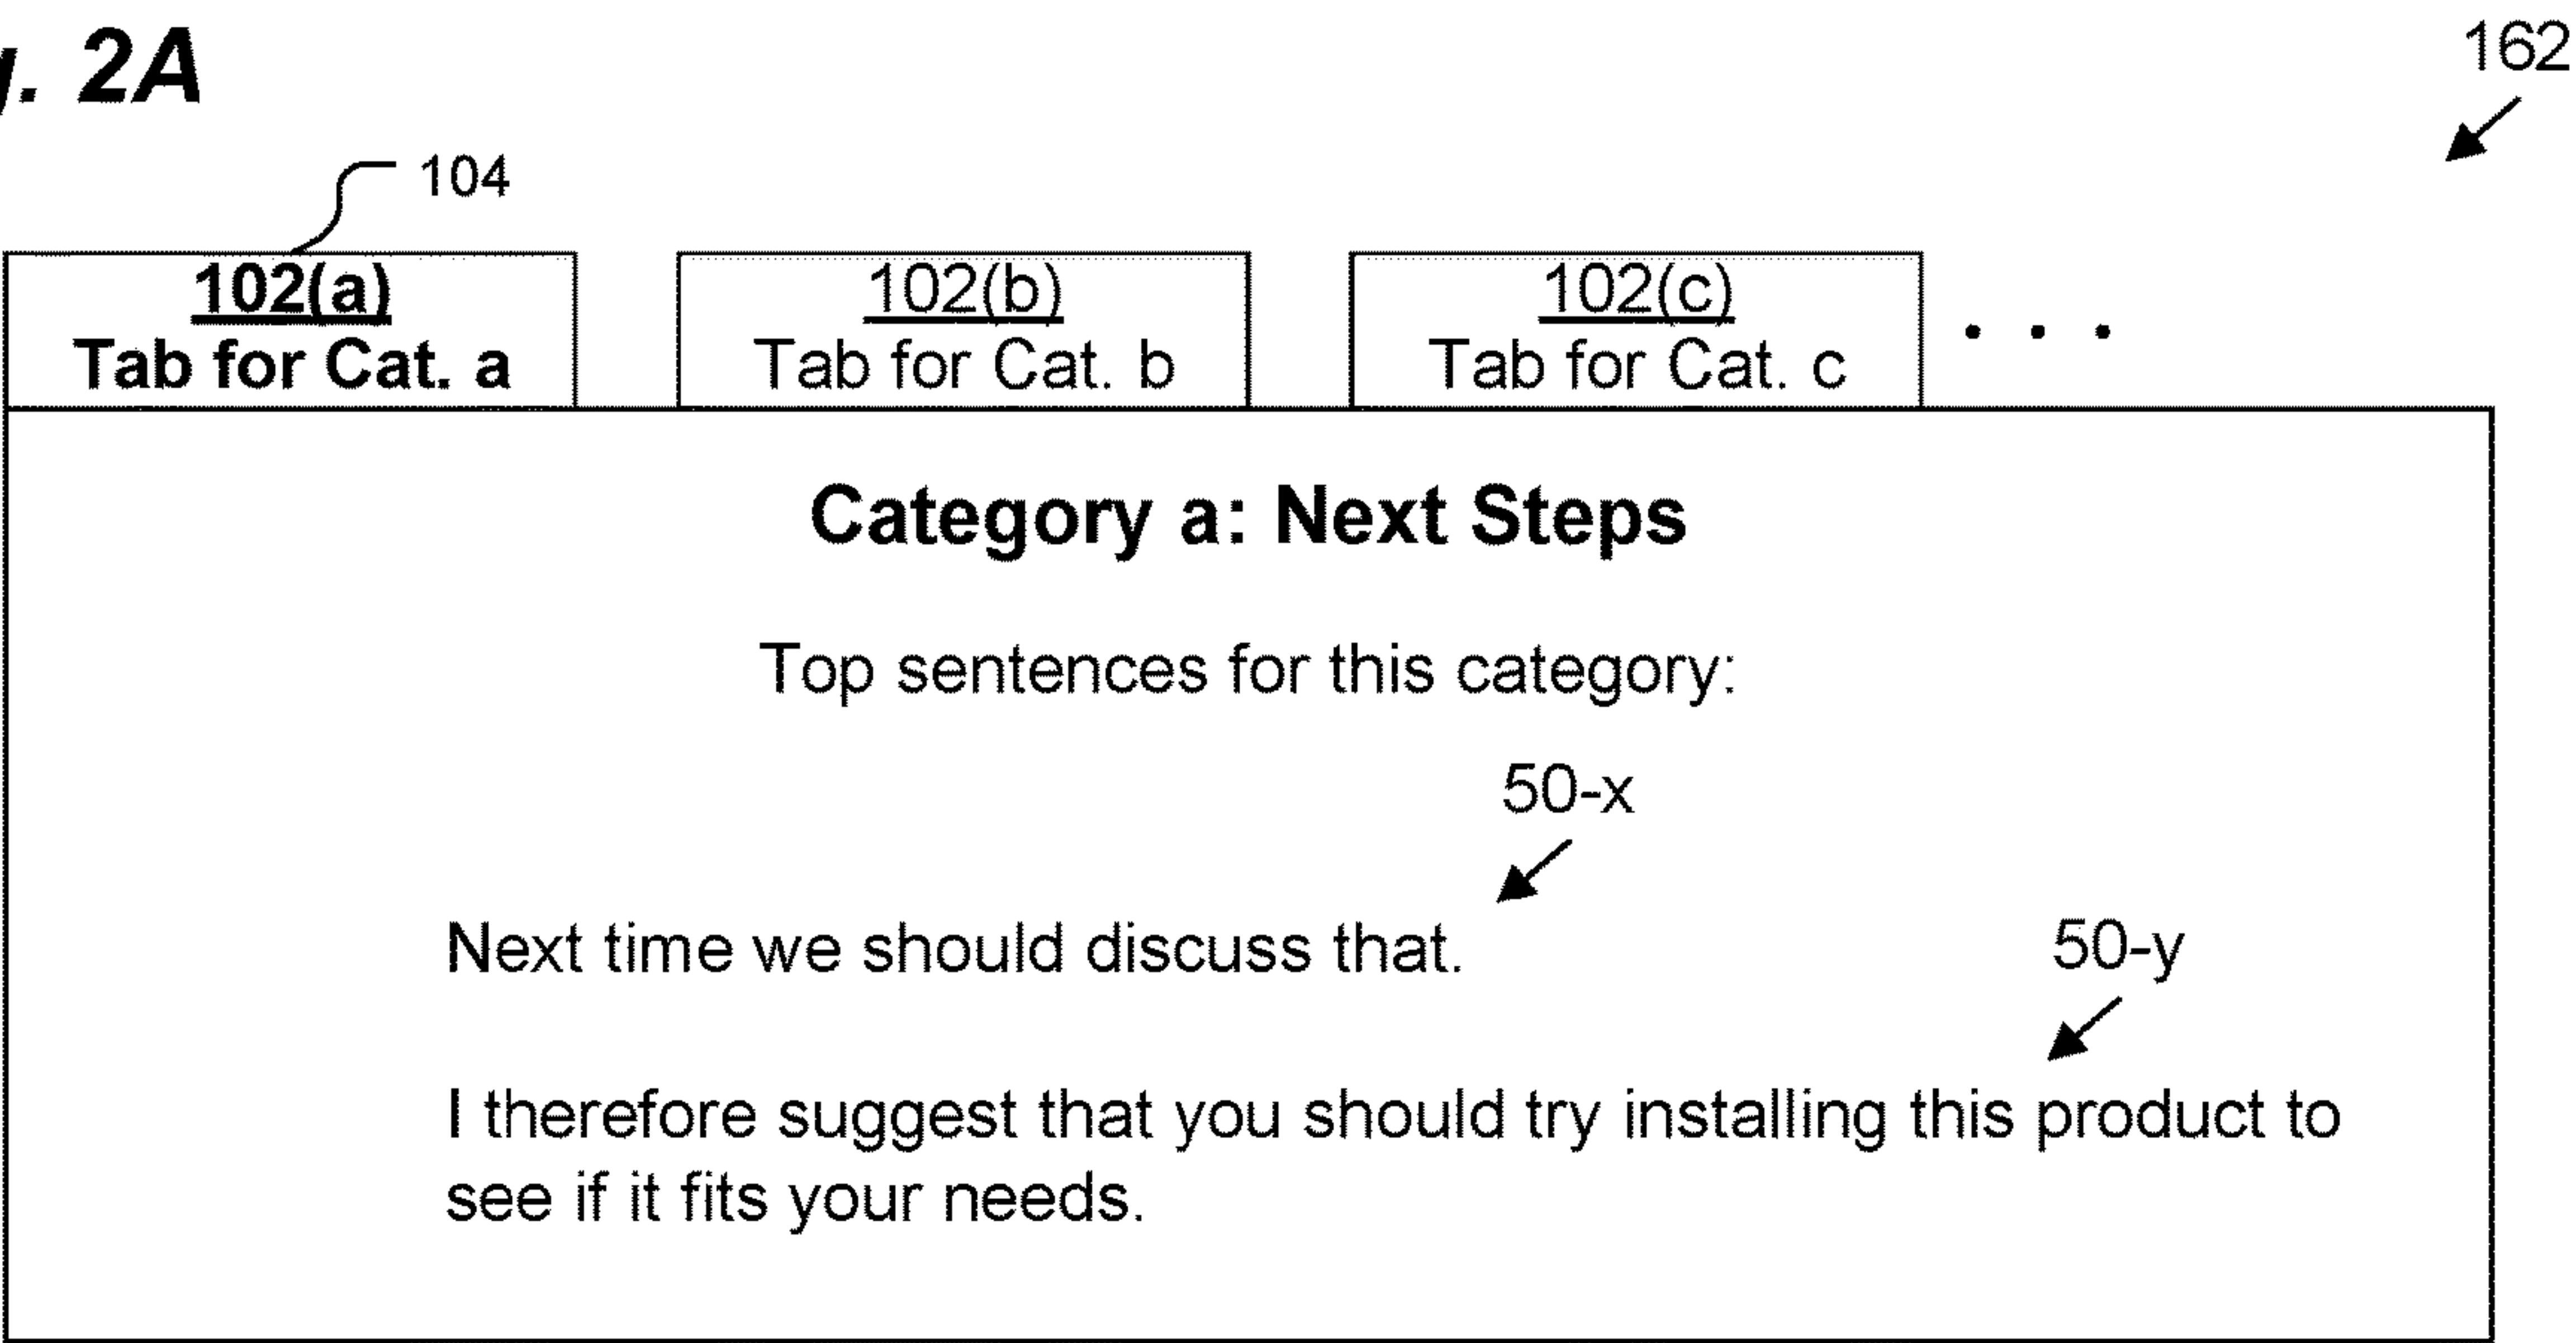 g. 2A
162
104
102(a)
Tab for Cat. a
102(b)
Tab for Cat. b
102(c)
Tab for Cat. c
. . .
Category a: Next Steps
Top sentences for this category:
50-x
Next time we should discuss that.
50-y
I therefore suggest that you should try installing this product to
see if it fits your needs.